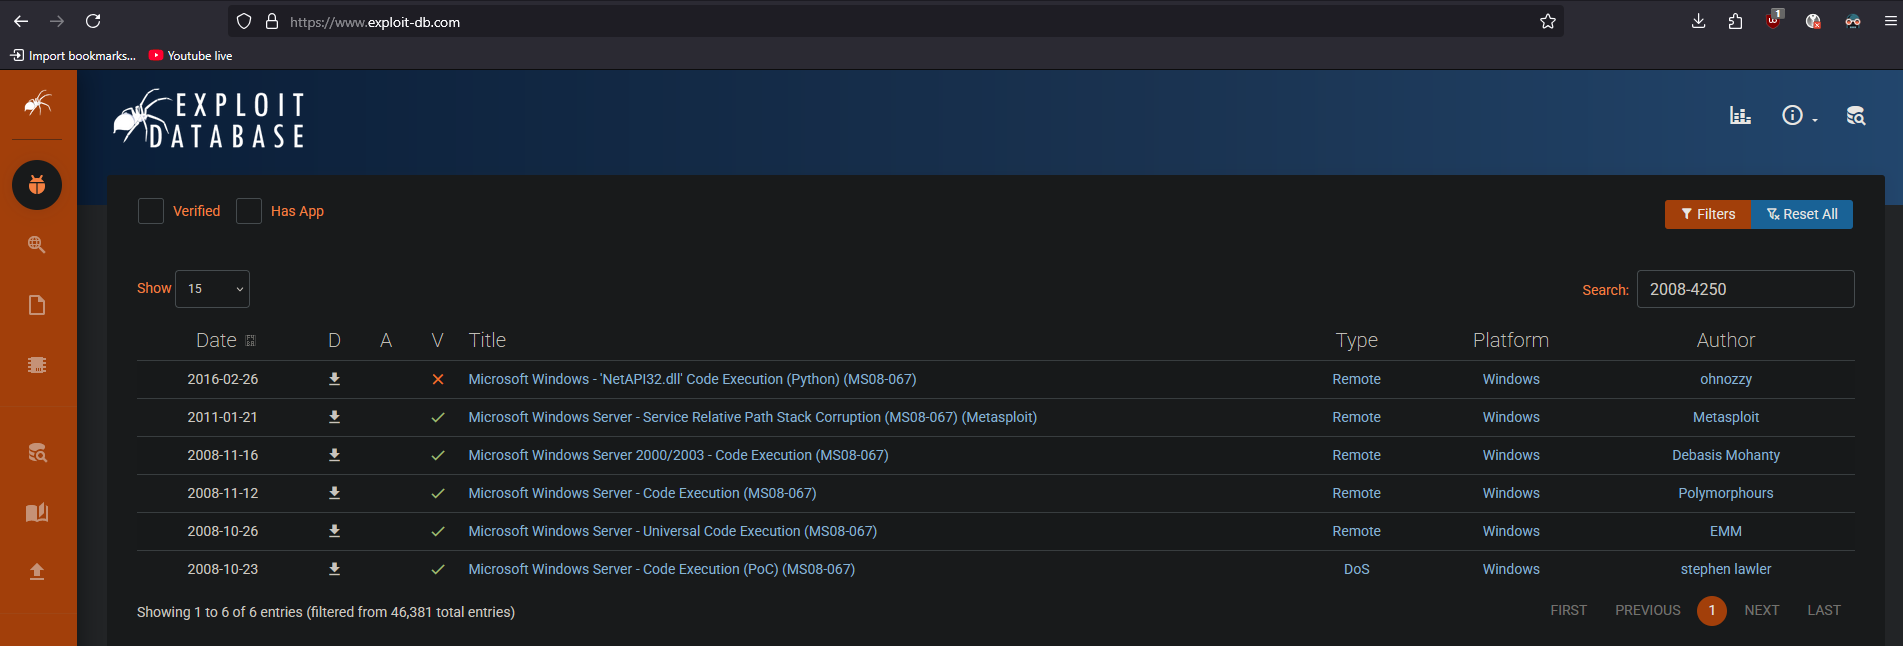 https://www.exploit-db.com
1
Import bookmarks... Youtube live
EXPLOIT
DATABASE
Verified Has App Filters Reset All
Show 15 Search: 2008-4250
Date D A V Title Type Platform Author
2016-02-26 Microsoft Windows - 'NetAPI32.dll' Code Execution (Python) (MS08-067) Remote Windows ohnozzy
2011-01-21 Microsoft Windows Server - Service Relative Path Stack Corruption (MS08-067) (Metasploit) Remote Windows Metasploit
2008-11-16 Microsoft Windows Server 2000/2003 - Code Execution (MS08-067) Remote Windows Debasis Mohanty
2008-11-12 Microsoft Windows Server - Code Execution (MS08-067) Remote Windows Polymorphours
2008-10-26 Microsoft Windows Server - Universal Code Execution (MS08-067) Remote Windows EMM
2008-10-23 Microsoft Windows Server - Code Execution (PoC) (MS08-067) DoS Windows stephen lawler
Showing 1 to 6 of 6 entries (filtered from 46,381 total entries) FIRST PREVIOUS 1 NEXT LAST